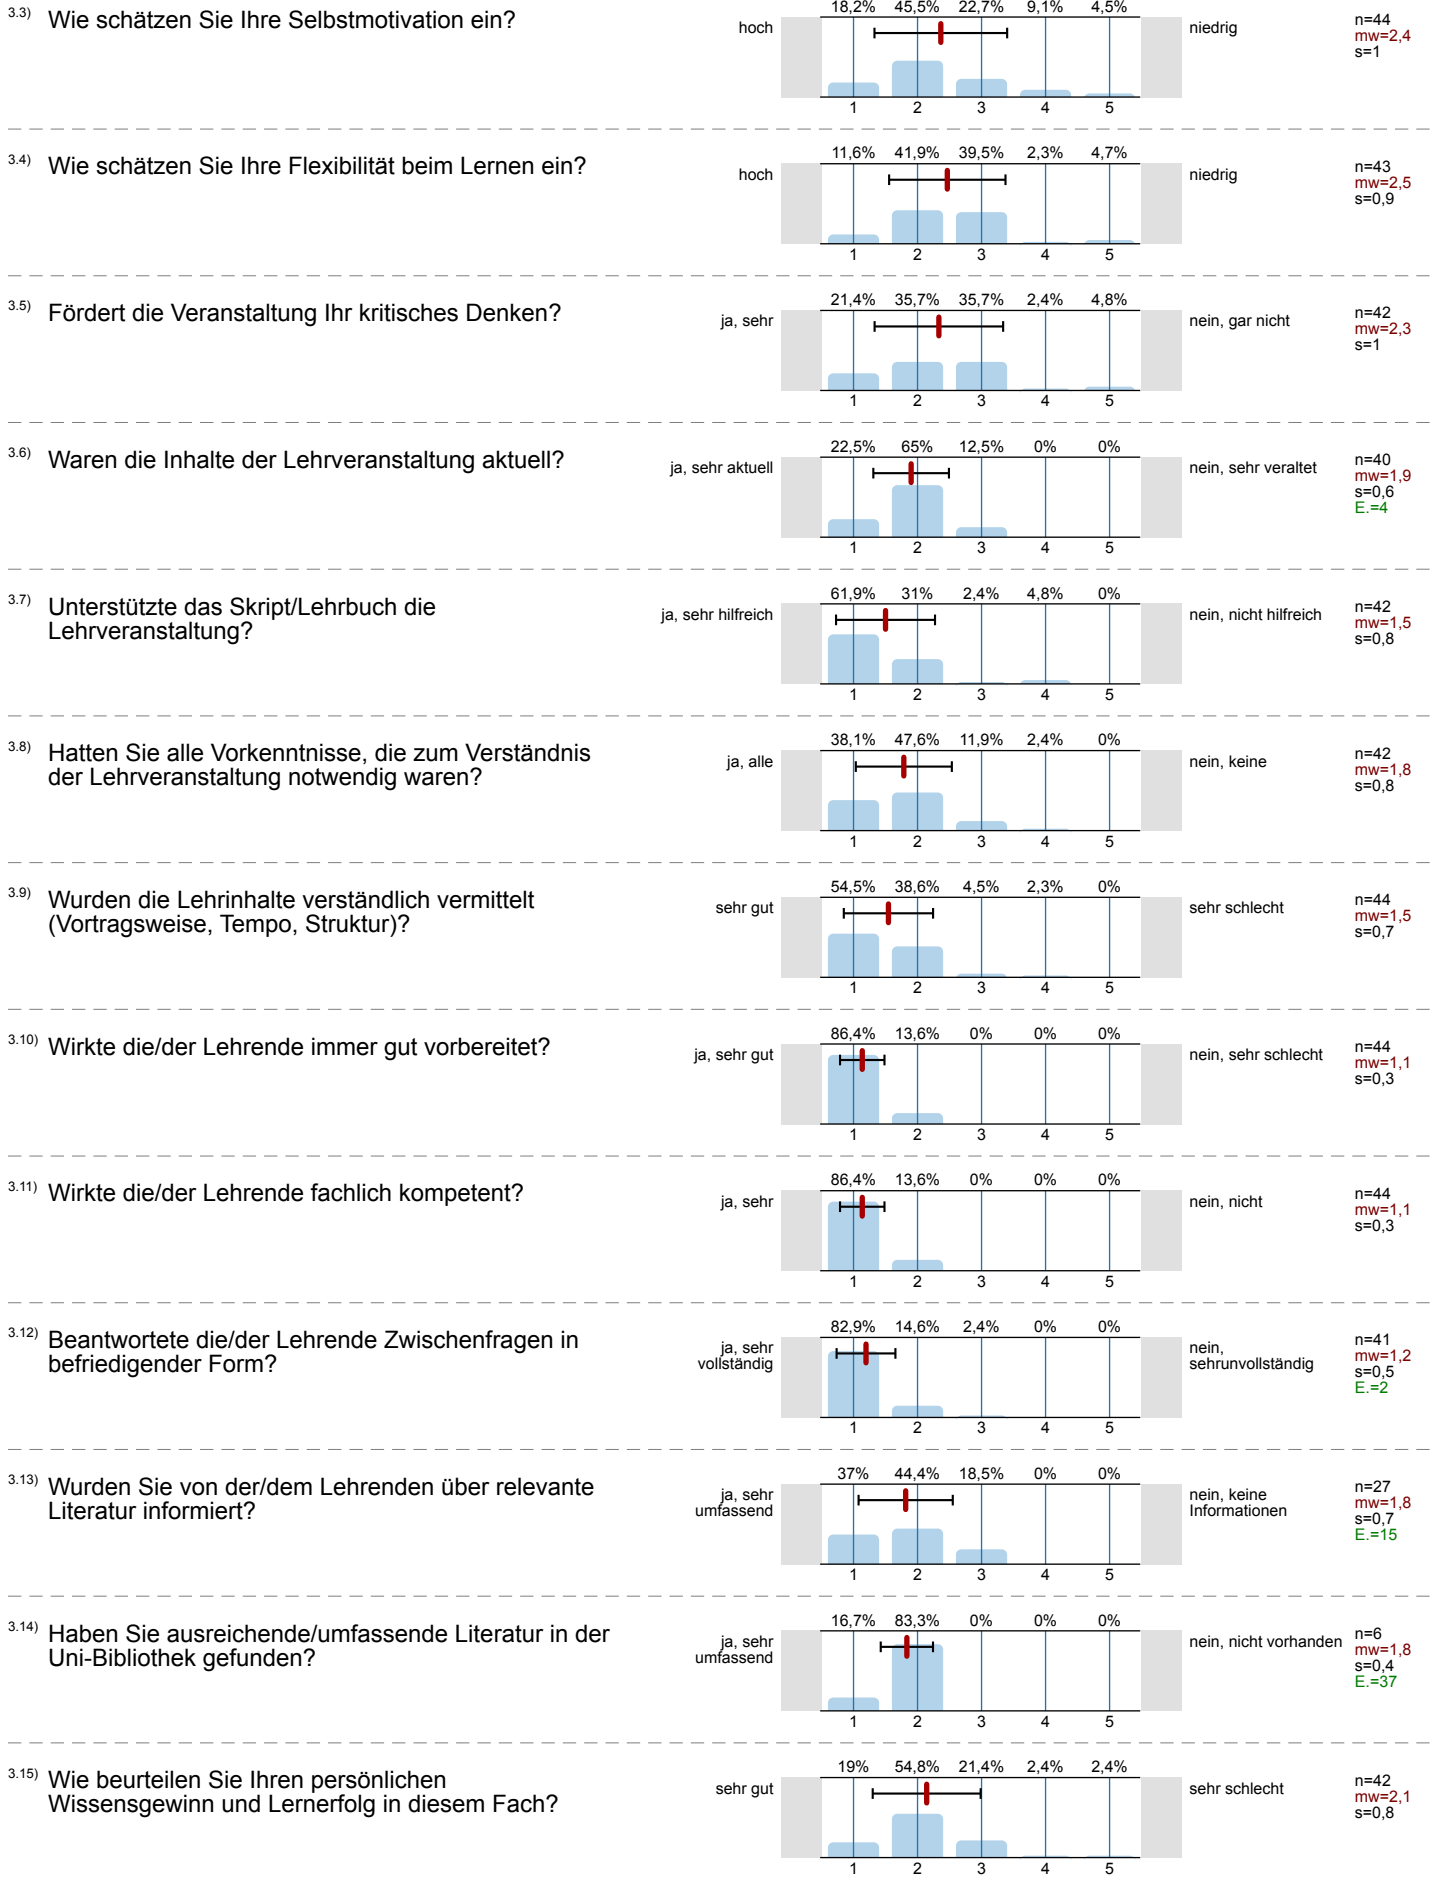 3.3) Wie schätzen Sie Ihre Selbstmotivation ein?
18,2% 45,5% 22,7% 9,1% 4,5%
hoch niedrig
n=44
mw=2,4
s=1
1 2 3 4 5
3.4) Wie schätzen Sie Ihre Flexibilität beim Lernen ein?
11,6% 41,9% 39,5% 2,3% 4,7%
hoch niedrig
n=43
mw=2,5
s=0,9
1 2 3 4 5
3.5) Fördert die Veranstaltung Ihr kritisches Denken?
21,4% 35,7% 35,7% 2,4% 4,8%
ja, sehr nein, gar nicht
n=42
mw=2,3
s=1
1 2 3 4 5
3.6) Waren die Inhalte der Lehrveranstaltung aktuell?
22,5% 65% 12,5% 0% 0%
ja, sehr aktuell nein, sehr veraltet
n=40
mw=1,9
s=0,6
E.=4
1 2 3 4 5
3.7) Unterstützte das Skript/Lehrbuch die
Lehrveranstaltung?
61,9% 31% 2,4% 4,8% 0%
ja, sehr hilfreich nein, nicht hilfreich
n=42
mw=1,5
s=0,8
1 2 3 4 5
3.8) Hatten Sie alle Vorkenntnisse, die zum Verständnis
der Lehrveranstaltung notwendig waren?
38,1% 47,6% 11,9% 2,4% 0%
ja, alle nein, keine
n=42
mw=1,8
s=0,8
1 2 3 4 5
3.9) Wurden die Lehrinhalte verständlich vermittelt
(Vortragsweise, Tempo, Struktur)?
54,5% 38,6% 4,5% 2,3% 0%
sehr gut sehr schlecht
n=44
mw=1,5
s=0,7
1 2 3 4 5
3.10) Wirkte die/der Lehrende immer gut vorbereitet?
86,4% 13,6% 0% 0% 0%
ja, sehr gut nein, sehr schlecht
n=44
mw=1,1
s=0,3
1 2 3 4 5
3.11) Wirkte die/der Lehrende fachlich kompetent?
86,4% 13,6% 0% 0% 0%
ja, sehr nein, nicht
n=44
mw=1,1
s=0,3
1 2 3 4 5
3.12) Beantwortete die/der Lehrende Zwischenfragen in
befriedigender Form?
82,9% 14,6% 2,4% 0% 0%
ja, sehr
vollständig
nein,
sehrunvollständig
n=41
mw=1,2
s=0,5
E.=2
1 2 3 4 5
3.13) Wurden Sie von der/dem Lehrenden über relevante
Literatur informiert?
37% 44,4% 18,5% 0% 0%
ja, sehr
umfassend
nein, keine
Informationen
n=27
mw=1,8
s=0,7
E.=15
1 2 3 4 5
3.14) Haben Sie ausreichende/umfassende Literatur in der
Uni-Bibliothek gefunden?
16,7% 83,3% 0% 0% 0%
ja, sehr
umfassend
nein, nicht vorhanden
n=6
mw=1,8
s=0,4
E.=37
1 2 3 4 5
3.15) Wie beurteilen Sie Ihren persönlichen
Wissensgewinn und Lernerfolg in diesem Fach?
19% 54,8% 21,4% 2,4% 2,4%
sehr gut sehr schlecht
n=42
mw=2,1
s=0,8
1 2 3 4 5